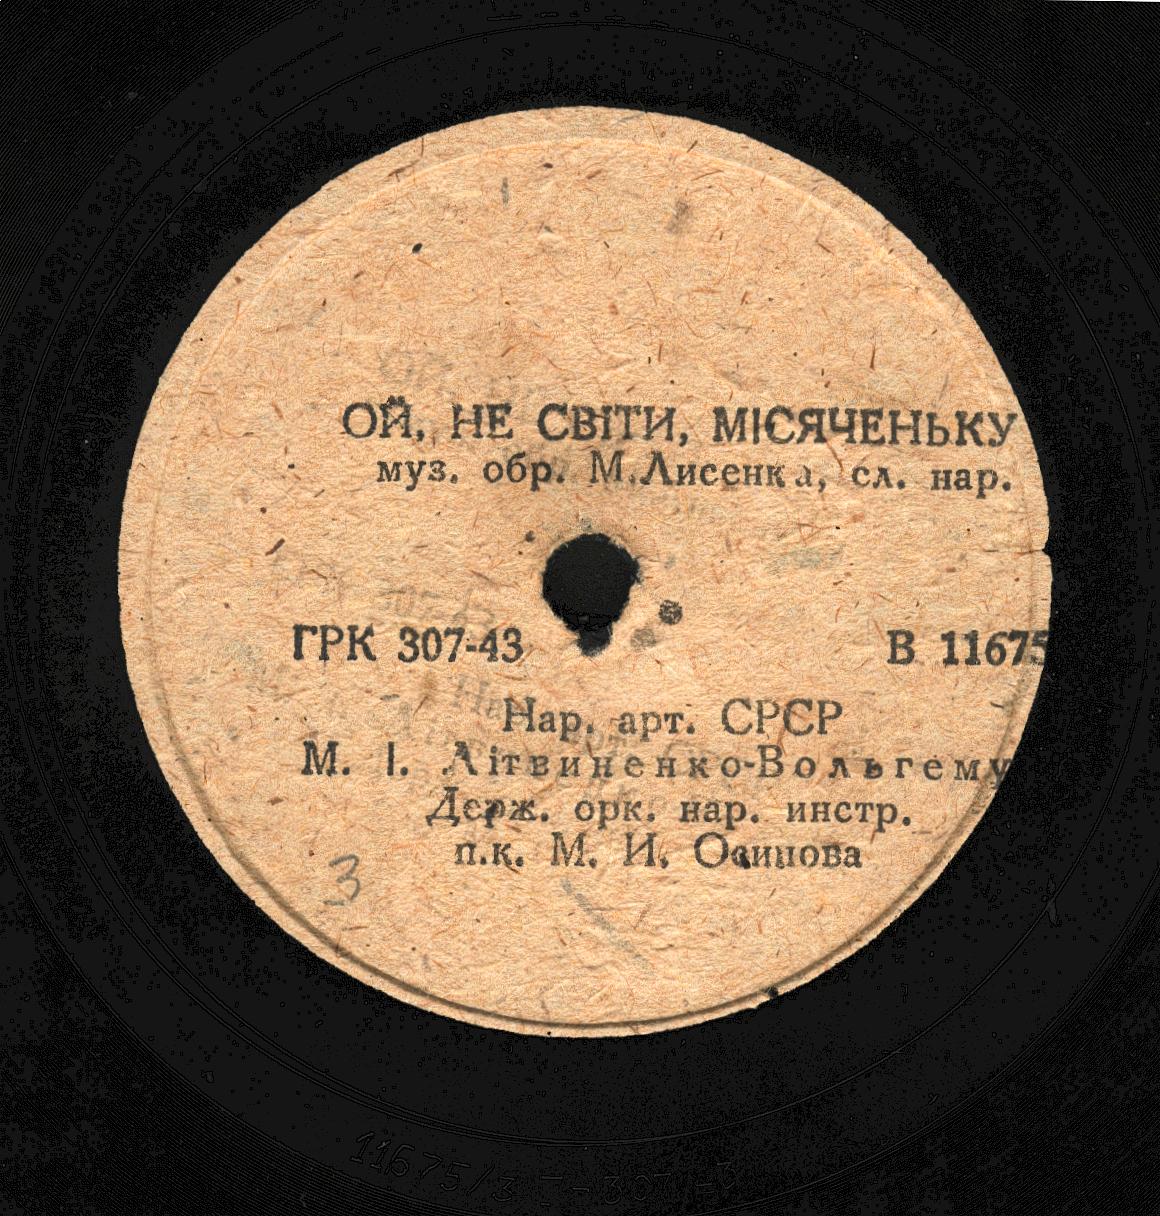 ОЙ, НЕ СВІТИ, МІСЯЧЕНЬКУ
муз. обр. М.Лисенка, сл. нар.
ГРК 307-43
В 11675
Нар. арт. СРСР
М. І. Літвиненко-Вольгему
Держ. орк. нар. инстр.
п.к. М. И. Осипова
3
11675/3